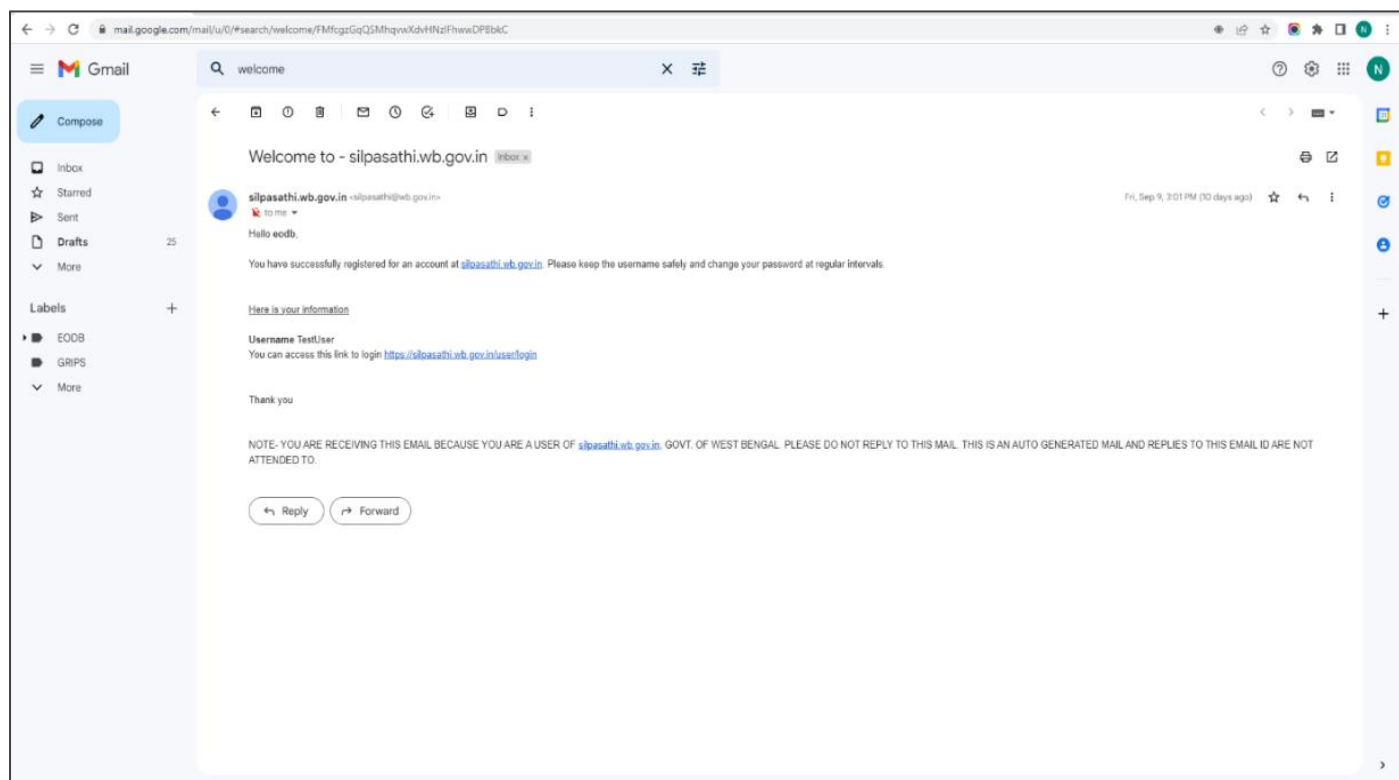 mail.google.com/mail/u/0/#search/welcome/FMfcgzGqQSMhqvwXdvHNzlFhwwDPBbkC
N
Gmail
welcome
N
Compose
Welcome to - silpasathi.wb.gov.in Inbox x
Inbox
Starred
silpasathi.wb.gov.in <silpasathi@wb.gov.in>
Fri, Sep 9, 3:01 PM (10 days ago)
to me
Sent
Hello eodb,
Drafts 25
More
You have successfully registered for an account at silpasathi.wb.gov.in. Please keep the username safely and change your password at regular intervals.
Labels
Here is your information
EODB
Username TestUser
You can access this link to login https://silpasathi.wb.gov.in/user/login
GRIPS
More
Thank you
NOTE- YOU ARE RECEIVING THIS EMAIL BECAUSE YOU ARE A USER OF silpasathi.wb.gov.in, GOVT. OF WEST BENGAL. PLEASE DO NOT REPLY TO THIS MAIL. THIS IS AN AUTO GENERATED MAIL AND REPLIES TO THIS EMAIL ID ARE NOT
ATTENDED TO.
Reply Forward